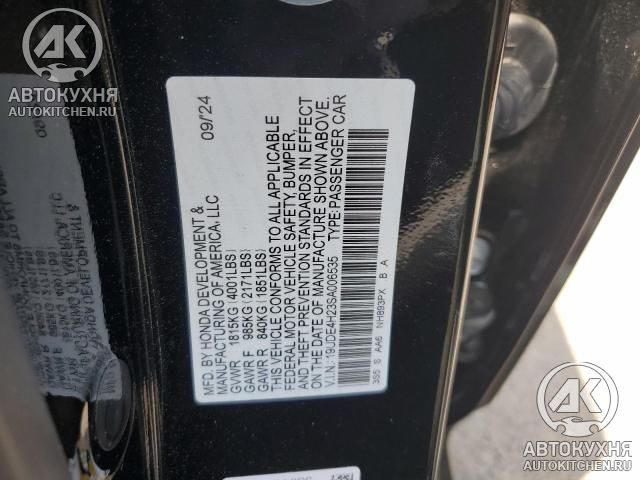 АВТОКУХНЯ
AUTOKITCHEN.RU
MFD. BY HONDA DEVELOPMENT & 09/24
MANUFACTURING OF AMERICA, LLC
GVWR 1815KG (4001LBS)
GAWR F 985KG (2171LBS)
GAWR R 840KG (1851LBS)
THIS VEHICLE CONFORMS TO ALL APPLICABLE
FEDERAL MOTOR VEHICLE SAFETY, BUMPER,
AND THEFT PREVENTION STANDARDS IN EFFECT
ON THE DATE OF MANUFACTURE SHOWN ABOVE.
V.I.N.: 19UDE4H23SA006535 TYPE:PASSENGER CAR
3S5 S AA6 NH893PX B A
АВТОКУХНЯ
AUTOKITCHEN.RU